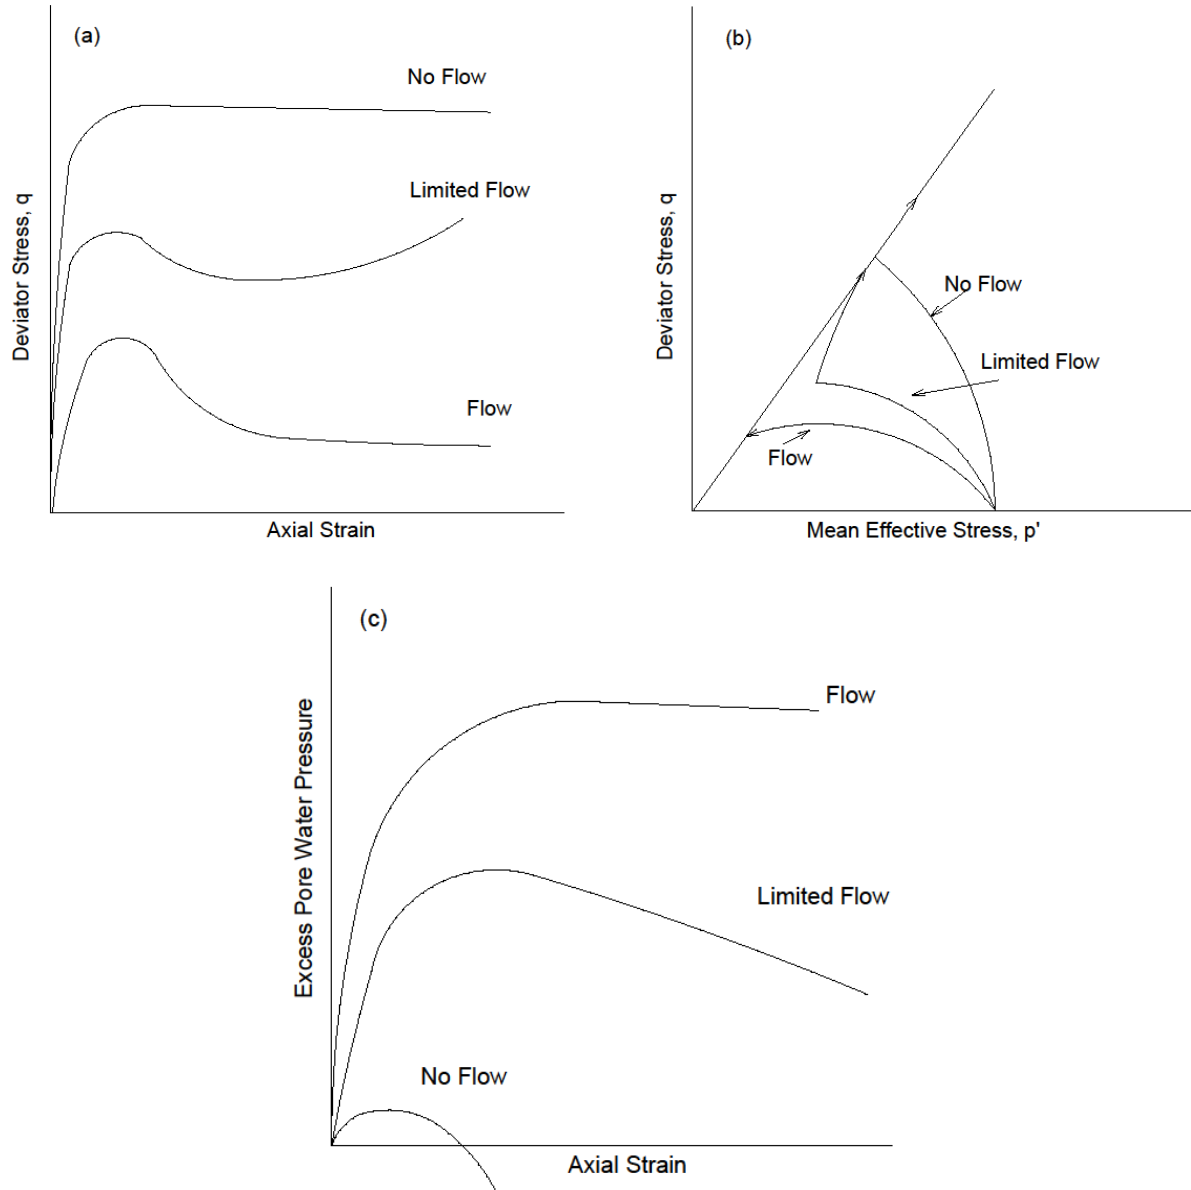 (a)
No Flow
Limited Flow
Flow
Deviator Stress, q
Axial Strain
(b)
No Flow
Limited Flow
Flow
Deviator Stress, q
Mean Effective Stress, p'
(c)
Flow
Limited Flow
No Flow
Excess Pore Water Pressure
Axial Strain